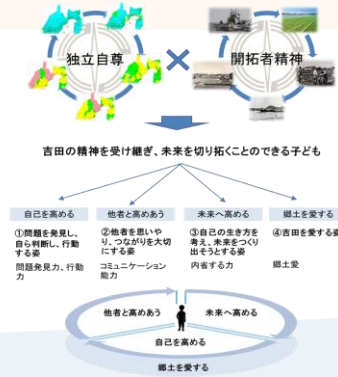 独立自尊
開拓者精神
吉田の精神を受け継ぎ、未来を切り拓くことのできる子ども
自己を高める
他者と高めあう
未来へ高める
郷土を愛する
①問題を発見し、
自ら判断し、行動
する姿
問題発見力、行動
力
②他者を思いや
り、つながりを大切
にする姿
コミュニケーション
能力
③自己の生き方を
考え、未来をつくり
出そうとする姿
内省する力
④吉田を愛する姿
郷土愛
他者と高めあう
未来へ高める
自己を高める
郷土を愛する